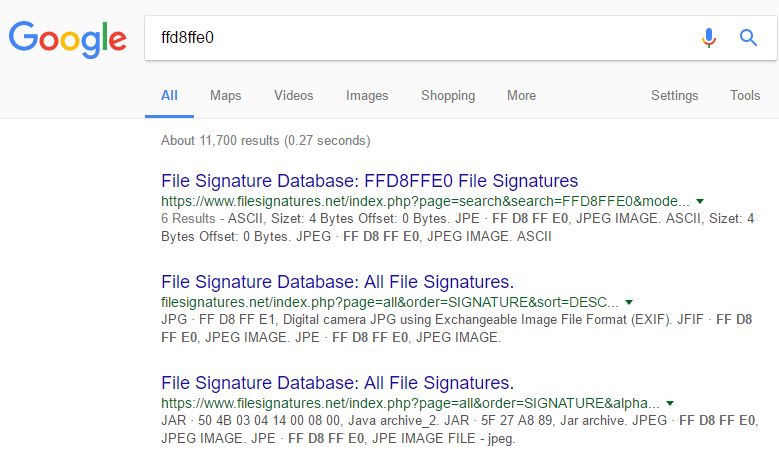 Google
ffd8ffe0
All Maps Videos Images Shopping More Settings Tools
About 11,700 results (0.27 seconds)
File Signature Database: FFD8FFE0 File Signatures
https://www.filesignatures.net/index.php?page=search&search=FFD8FFE0&mode...
6 Results - ASCII, Sizet: 4 Bytes Offset: 0 Bytes. JPE · FF D8 FF E0, JPEG IMAGE. ASCII, Sizet: 4
Bytes Offset: 0 Bytes. JPEG · FF D8 FF E0, JPEG IMAGE. ASCII
File Signature Database: All File Signatures.
filesignatures.net/index.php?page=all&order=SIGNATURE&sort=DESC...
JPG · FF D8 FF E1, Digital camera JPG using Exchangeable Image File Format (EXIF). JFIF · FF D8
FF E0, JPEG IMAGE. JPE · FF D8 FF E0, JPEG IMAGE.
File Signature Database: All File Signatures.
https://www.filesignatures.net/index.php?page=all&order=SIGNATURE&alpha...
JAR · 50 4B 03 04 14 00 08 00, Java archive_2. JAR · 5F 27 A8 89, Jar archive. JPEG · FF D8 FF E0,
JPEG IMAGE. JPE · FF D8 FF E0, JPE IMAGE FILE - jpeg.